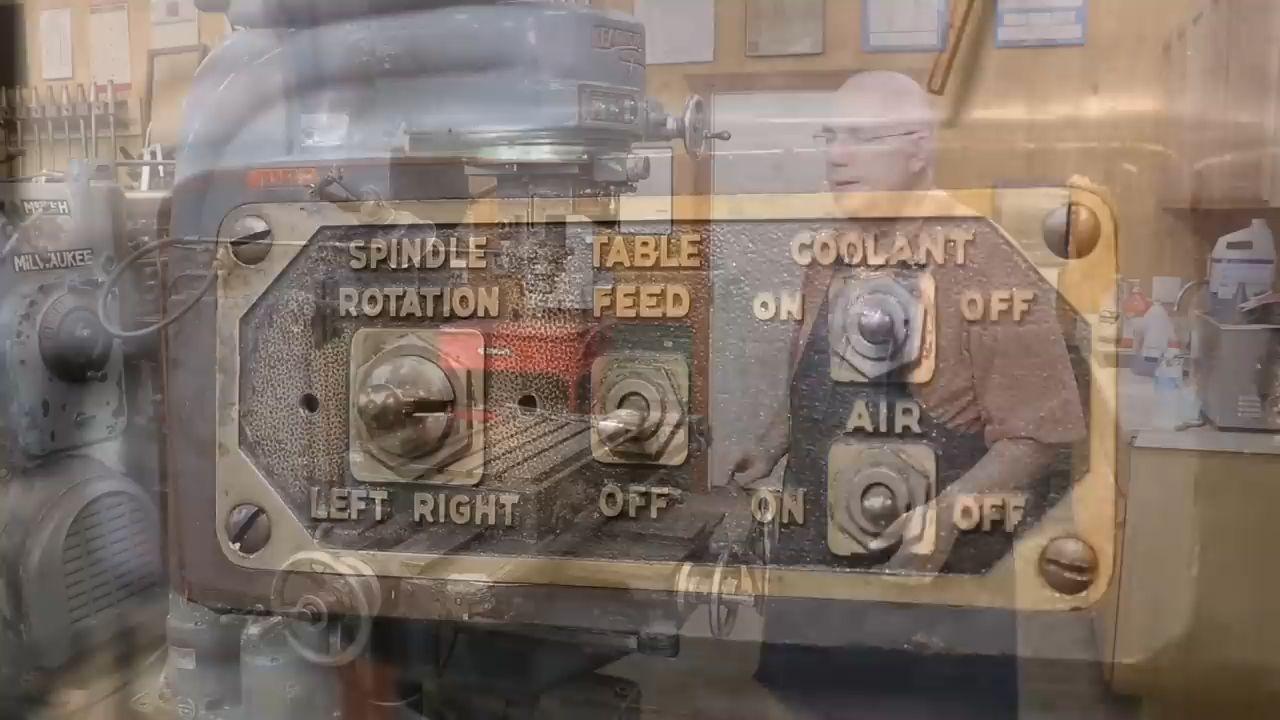 SPINDLE
ROTATION
LEFT RIGHT
TABLE
FEED
OFF
COOLANT
ON OFF
AIR
ON OFF
MILWAUKEE